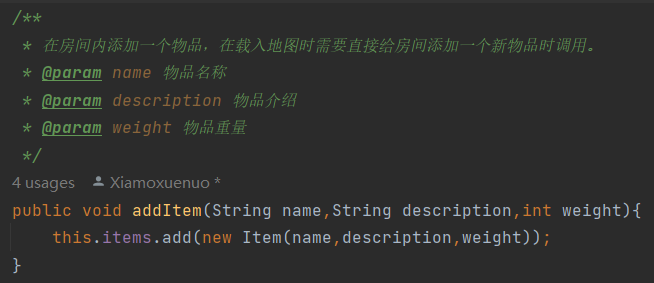 /**
 * 在房间内添加一个物品，在载入地图时需要直接给房间添加一个新物品时调用。
 * @param name 物品名称
 * @param description 物品介绍
 * @param weight 物品重量
 */
4 usages Xiamoxuenuo *
public void addItem(String name,String description,int weight){
    this.items.add(new Item(name,description,weight));
}